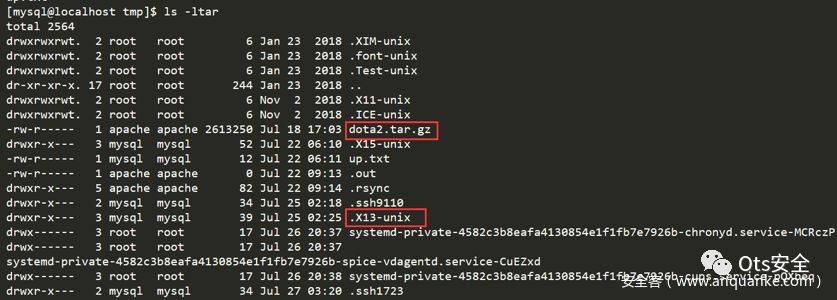 [mysql@localhost tmp]$ ls -ltar
total 2564
drwxrwxrwt. 2 root root 6 Jan 23 2018 .XIM-unix
drwxrwxrwt. 2 root root 6 Jan 23 2018 .font-unix
drwxrwxrwt. 2 root root 6 Jan 23 2018 .Test-unix
dr-xr-xr-x. 17 root root 244 Jan 23 2018 ..
drwxrwxrwt. 2 root root 6 Nov 2 2018 .X11-unix
drwxrwxrwt. 2 root root 6 Nov 2 2018 .ICE-unix
-rw-r----- 1 apache apache 2613250 Jul 18 17:03 dota2.tar.gz
drwxr-x--- 3 mysql mysql 52 Jul 22 06:10 .X15-unix
-rw-r----- 1 mysql mysql 12 Jul 22 06:11 up.txt
-rw-r----- 1 apache apache 0 Jul 22 09:13 .out
drwxr-x--- 5 apache apache 82 Jul 22 09:14 .rsync
drwxr-x--- 2 mysql mysql 34 Jul 25 02:18 .ssh9110
drwxr-x--- 3 mysql mysql 39 Jul 25 02:25 .X13-unix
drwx------ 3 root root 17 Jul 26 20:37 systemd-private-4582c3b8eafa4130854e1f1fb7e7926b-chronyd.service-MCRczP
drwx------ 3 root root 17 Jul 26 20:37
systemd-private-4582c3b8eafa4130854e1f1fb7e7926b-spice-vdagentd.service-CuEZxd
drwx------ 3 root root 17 Jul 26 20:38 systemd-private-4582c3b8eafa4130854e1f1fb7e7926b-cups.service-
drwxr-x--- 2 mysql mysql 34 Jul 27 03:20 .ssh1723
Ots安全
安全客(www.anquanke.com)